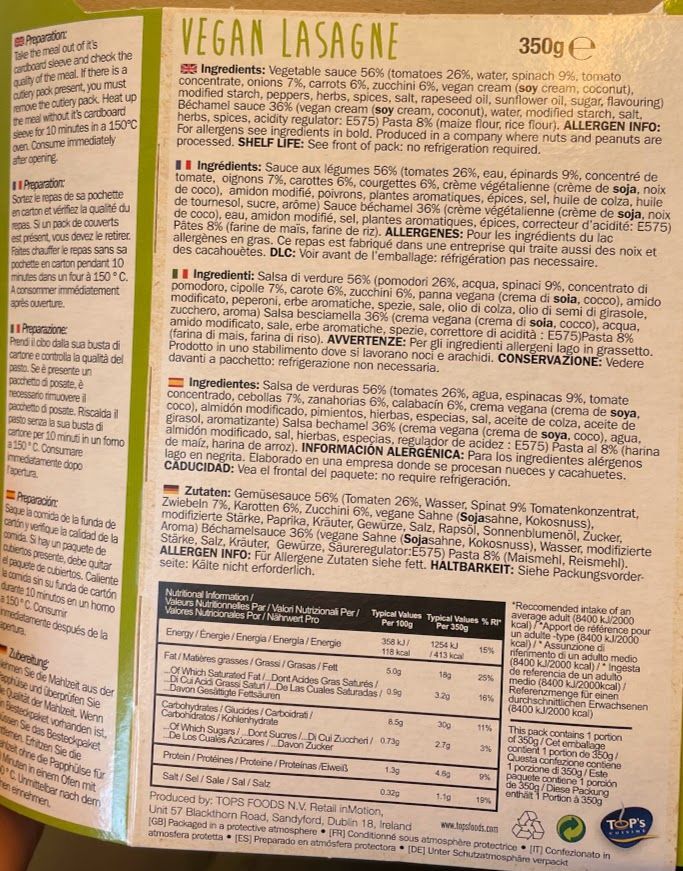 VEGAN LASAGNE
350g e
Ingredients: Vegetable sauce 56% (tomatoes 26%, water, spinach 9%, tomato
concentrate, onions 7%, carrots 6%, zucchini 6%, vegan cream (soy cream, coconut),
modified starch, peppers, herbs, spices, salt, rapeseed oil, sunflower oil, sugar, flavouring)
Béchamel sauce 36% (vegan cream (soy cream, coconut), water, modified starch, salt,
herbs, spices, acidity regulator: E575) Pasta 8% (maize flour, rice flour). ALLERGEN INFO:
For allergens see ingredients in bold. Produced in a company where nuts and peanuts are
processed. SHELF LIFE: See front of pack: no refrigeration required.
Ingrédients: Sauce aux légumes 56% (tomates 26%, eau, épinards 9%, concentré de
tomate, oignons 7%, carottes 6%, courgettes 6%, crème végétalienne (crème de soja, noix
de coco), amidon modifié, poivrons, plantes aromatiques, épices, sel, huile de colza, huile
de tournesol, sucre, arôme) Sauce béchamel 36% (crème végétalienne (crème de soja, noix
de coco), eau, amidon modifié, sel, plantes aromatiques, épices, correcteur d'acidité: E575)
Pâtes 8% (farine de maïs, farine de riz). ALLERGENES: Pour les ingrédients du lac
allergènes en gras. Ce repas est fabriqué dans une entreprise qui traite aussi des noix et
des cacahouètes. DLC: Voir avant de l'emballage: réfrigération pas necessaire.
Ingredienti: Salsa di verdure 56% (pomodori 26%, acqua, spinaci 9%, concentrato di
pomodoro, cipolle 7%, carote 6%, zucchini 6%, panna vegana (crema di soia, cocco), amido
modificato, peperoni, erbe aromatiche, spezie, sale, olio di colza, olio di semi di girasole,
zucchero, aroma) Salsa besciamella 36% (crema vegana (crema di soia, cocco), acqua,
amido modificato, sale, erbe aromatiche, spezie, correttore di acidità : E575)Pasta 8%
(farina di mais, farina di riso). AVVERTENZE: Per gli ingredienti allergeni lago in grassetto.
Prodotto in uno stabilimento dove si lavorano noci e arachidi. CONSERVAZIONE: Vedere
davanti a pacchetto: refrigerazione non necessaria.
Ingredientes: Salsa de verduras 56% (tomates 26%, agua, espinacas 9%, tomate
concentrado, cebollas 7%, zanahorias 6%, calabacín 6%, crema vegana (crema de soya,
coco), almidón modificado, pimientos, hierbas, especias, sal, aceite de colza, aceite de
girasol, aromatizante) Salsa bechamel 36% (crema vegana (crema de soya, coco), agua,
almidón modificado, sal, hierbas, especias, regulador de acidez : E575) Pasta al 8% (harina
de maíz, harina de arroz). INFORMACIÓN ALERGÉNICA: Para los ingredientes alérgenos
lago en negrita. Elaborado en una empresa donde se procesan nueces y cacahuetes.
CADUCIDAD: Vea el frontal del paquete: no require refrigeración.
Zutaten: Gemüsesauce 56% (Tomaten 26%, Wasser, Spinat 9% Tomatenkonzentrat,
Zwiebeln 7%, Karotten 6%, Zucchini 6%, vegane Sahne (Sojasahne, Kokosnuss),
modifizierte Stärke, Paprika, Kräuter, Gewürze, Salz, Rapsöl, Sonnenblumenöl, Zucker,
Aroma) Béchamelsauce 36% (vegane Sahne (Sojasahne, Kokosnuss), Wasser, modifizierte
Stärke, Salz, Kräuter, Gewürze, Säureregulator:E575) Pasta 8% (Maismehl, Reismehl).
ALLERGEN INFO: Für Allergene Zutaten siehe fett. HALTBARKEIT: Siehe Packungsvorder-
seite: Kälte nicht erforderlich.
Preparation:
Take the meal out of it's
cardboard sleeve and check the
quality of the meal. If there is a
cutlery pack present, you must
remove the cutlery pack. Heat up
the meal without it's cardboard
sleeve for 10 minutes in a 150°C
oven. Consume immediately
after opening.
Préparation:
Sortez le repas de sa pochette
en carton et vérifiez la qualité du
repas. Si un pack de couverts
est présent, vous devez le retirer.
Faites chauffer le repas sans sa
pochette en carton pendant 10
minutes dans un four à 150° C.
A consommer immédiatement
après ouverture.
Preparazione:
Prendi il cibo dalla sua busta di
cartone e controlla la qualità del
pasto. Se è presente un
pacchetto di posate, è
necessario rimuovere il
pacchetto di posate. Riscalda il
pasto senza la sua busta di
cartone per 10 minuti in un forno
a 150° C. Consumare
immediatamente dopo
l'apertura.
Preparación:
Saque la comida de la funda de
cartón y verifique la calidad de la
comida. Si hay un paquete de
cubiertos presente, debe quitar
el paquete de cubiertos. Caliente
la comida sin su funda de cartón
durante 10 minutos en un horno
a 150° C. Consumir
inmediatamente después de la
apertura.
Zubereitung:
Sie die Mahlzeit aus der
und überprüfen Sie
Qualität der Mahlzeit. Wenn
Besteckpaket vorhanden ist,
Sie das Besteckpaket
Erhitzen Sie die
ohne die Papphülse für
Minuten in einem Ofen mit
Unmittelbar nach dem
einnehmen.
Nutritional Information /
Valeurs Nutritionnelles Par / Valori Nutrizionali Per /
Valores Nutricionales Por / Nährwert Pro
Typical Values Per 100g
Typical Values Per 350g
% RI*
Energy / Énergie / Energia / Energía / Energie 358 kJ / 118 kcal 1254 kJ / 413 kcal 15%
Fat / Matières grasses / Grassi / Grasas / Fett 5.0g 18g 25%
...Of Which Saturated Fat /...Dont Acides Gras Saturés /
...Di Cui Acidi Grassi Saturi /...De Las Cuales Saturadas / 0.9g 3.2g 16%
...Davon Gesättigte Fettsäuren
Carbohydrates / Glucides / Carboidrati / 8.5g 30g 11%
Carbohidratos / Kohlenhydrate
...Of Which Sugars /...Dont Sucres /...Di Cui Zuccheri / 0.73g 2.7g 3%
...De Los Cuales Azúcares /...Davon Zucker
Protein / Protéines / Proteine / Proteínas /Eiweiß 1.3g 4.6g 9%
Salt / Sel / Sale / Sal / Salz 0.32g 1.1g 19%
*Reccomended intake of an
average adult (8400 kJ/2000
kcal) /*Apport de référence pour
un adulte -type (8400 kJ/2000
kcal) / * Assunzione di
riferimento di un adulto medio
(8400 kJ/2000 kcal) / * Ingesta
de referencia de un adulto
medio (8400 kJ/2000kcal) /
Referenzmenge für einen
durchschnittlichen Erwachsenen
(8400 kJ/2000 kcal)
This pack contains 1 portion
of 350g / Cet emballage
contient 1 portion de 350g /
Questa confezione contiene
1 porzione di 350g / Este
paquete contiene 1 porción
de 350g / Diese Packung
enthält 1 Portion à 350g
Produced by: TOPS FOODS N.V. Retail inMotion,
Unit 57 Blackthorn Road, Sandyford, Dublin 18, Ireland
www.topsfoods.com
TOP'S
CUISINE
[GB] Packaged in a protective atmosphere • [FR] Conditionné sous atmosphère protectrice • [IT] Confezionato in
atmosfera protetta • [ES] Preparado en atmósfera protectora • [DE] Unter Schutzatmosphäre verpackt